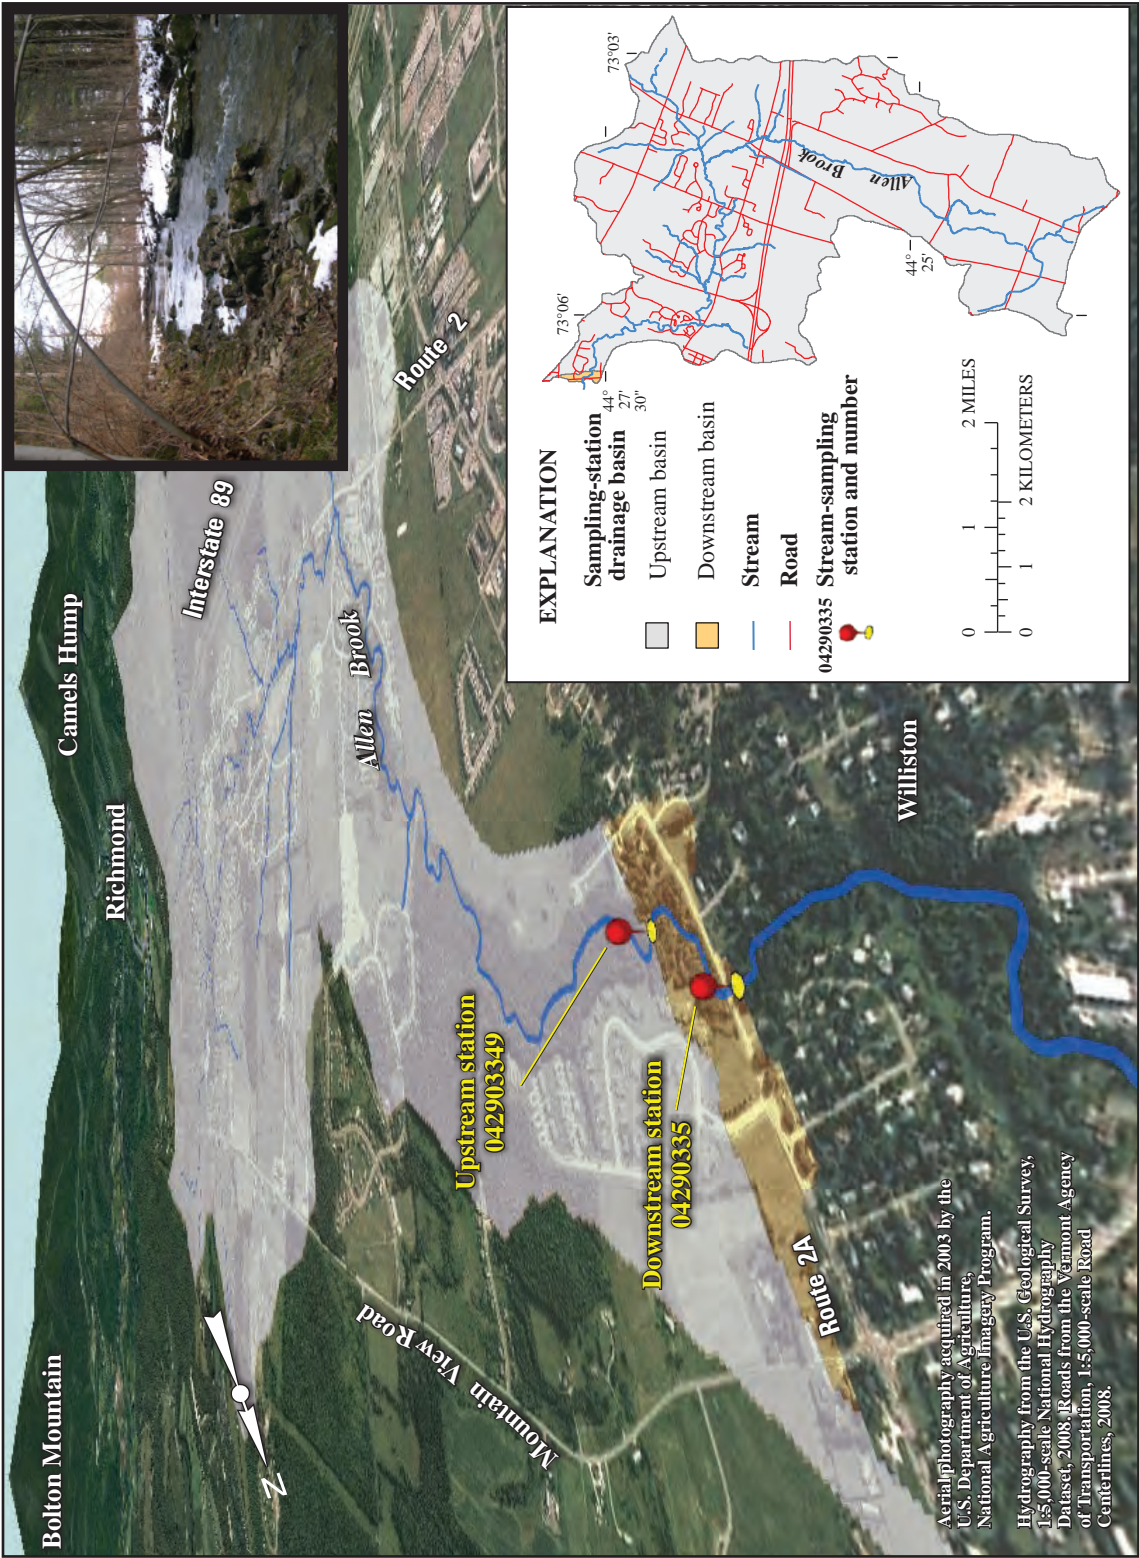 Bolton Mountain
Richmond
Camels Hump
Interstate 89
Route 2
Allen Brook
Mountain View Road
N
Upstream station
042903349
Downstream station
04290335
Route 2A
Williston
Aerial photography acquired in 2003 by the
U.S. Department of Agriculture,
National Agriculture Imagery Program.
Hydrography from the U.S. Geological Survey,
1:5,000-scale National Hydrography
Dataset, 2008. Roads from the Vermont Agency
of Transportation, 1:5,000-scale Road
Centerlines, 2008.
EXPLANATION
Sampling-station
drainage basin
Upstream basin
Downstream basin
Stream
Road
04290335 Stream-sampling
station and number
0 1 2 MILES
0 1 2 KILOMETERS
73°06'
73°03'
44°
27'
30"
44°
25'
Allen
Brook